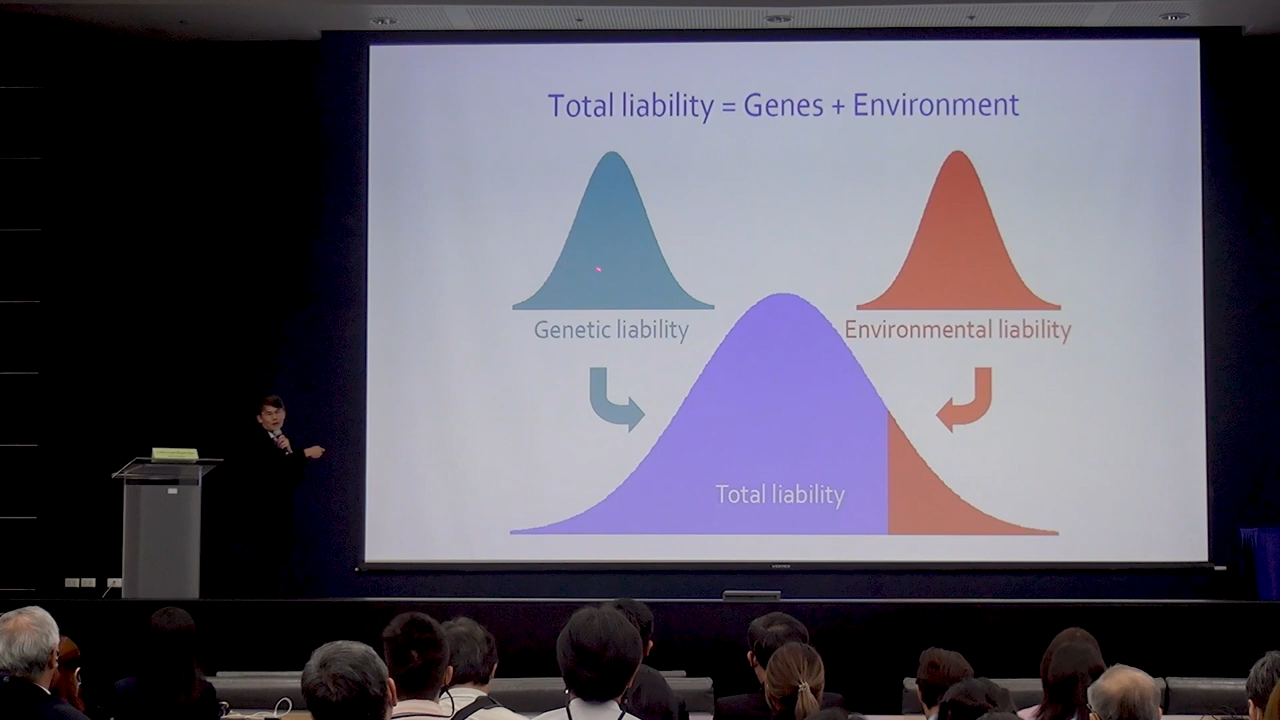 Total liability = Genes + Environment
Genetic liability
Environmental liability
Total liability